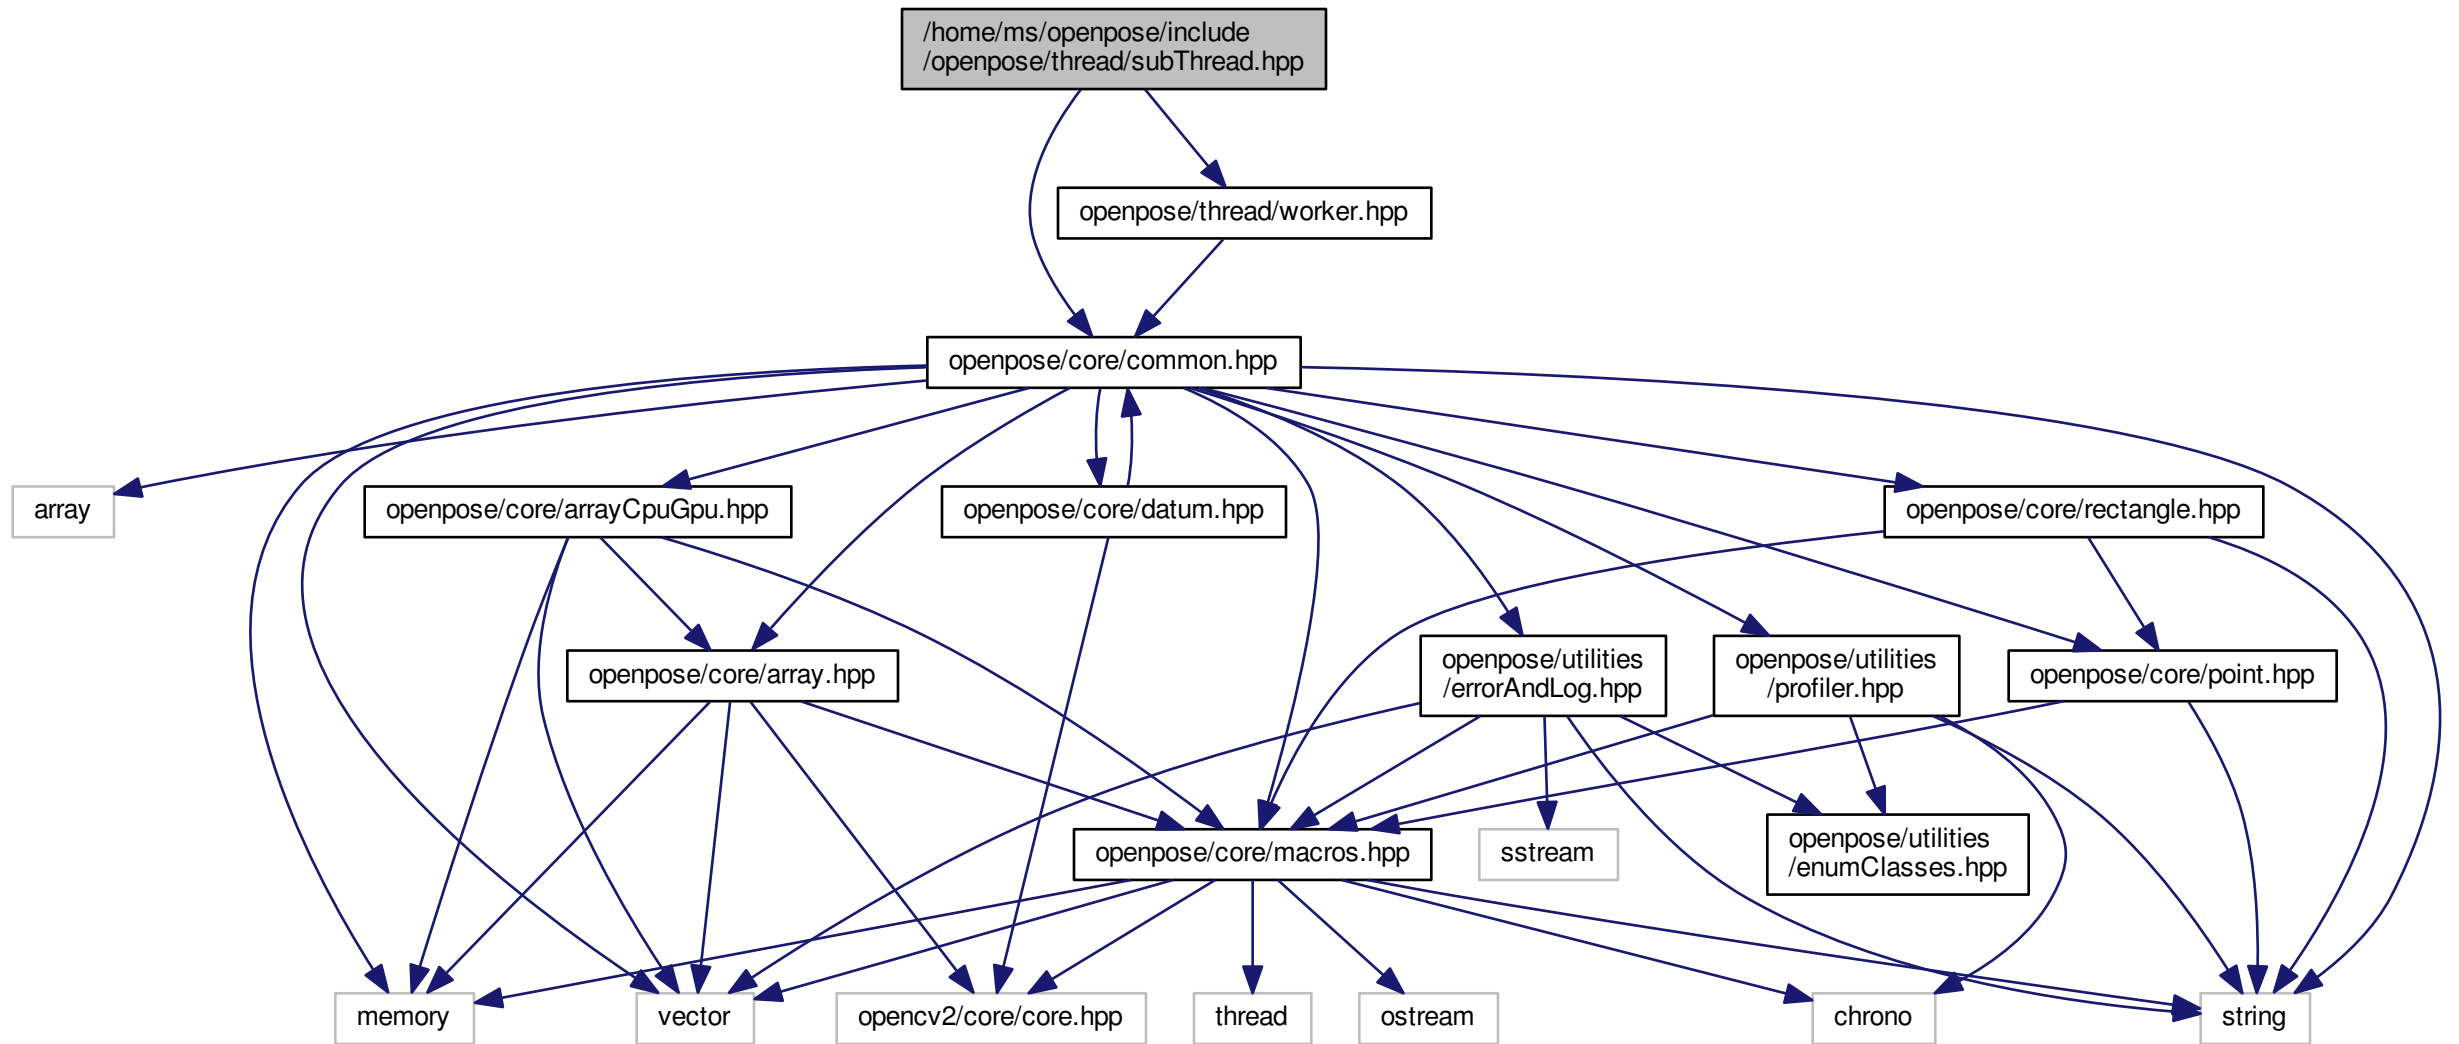 /home/ms/openpose/include
/openpose/thread/subThread.hpp
openpose/thread/worker.hpp
openpose/core/common.hpp
array
openpose/core/arrayCpuGpu.hpp
openpose/core/datum.hpp
openpose/core/rectangle.hpp
openpose/core/array.hpp
openpose/utilities
/errorAndLog.hpp
openpose/utilities
/profiler.hpp
openpose/core/point.hpp
openpose/core/macros.hpp
sstream
openpose/utilities
/enumClasses.hpp
memory
vector
opencv2/core/core.hpp
thread
ostream
chrono
string